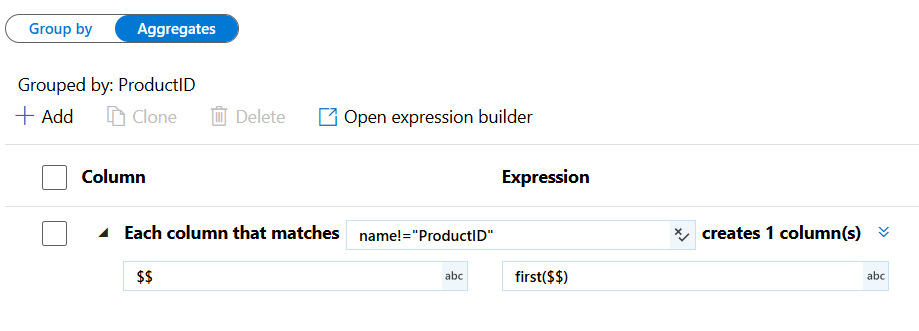 Group by Aggregates
Grouped by: ProductID
Add Clone Delete Open expression builder
Column Expression
Each column that matches name!="ProductID" creates 1 column(s)
$$ abc first($$) abc